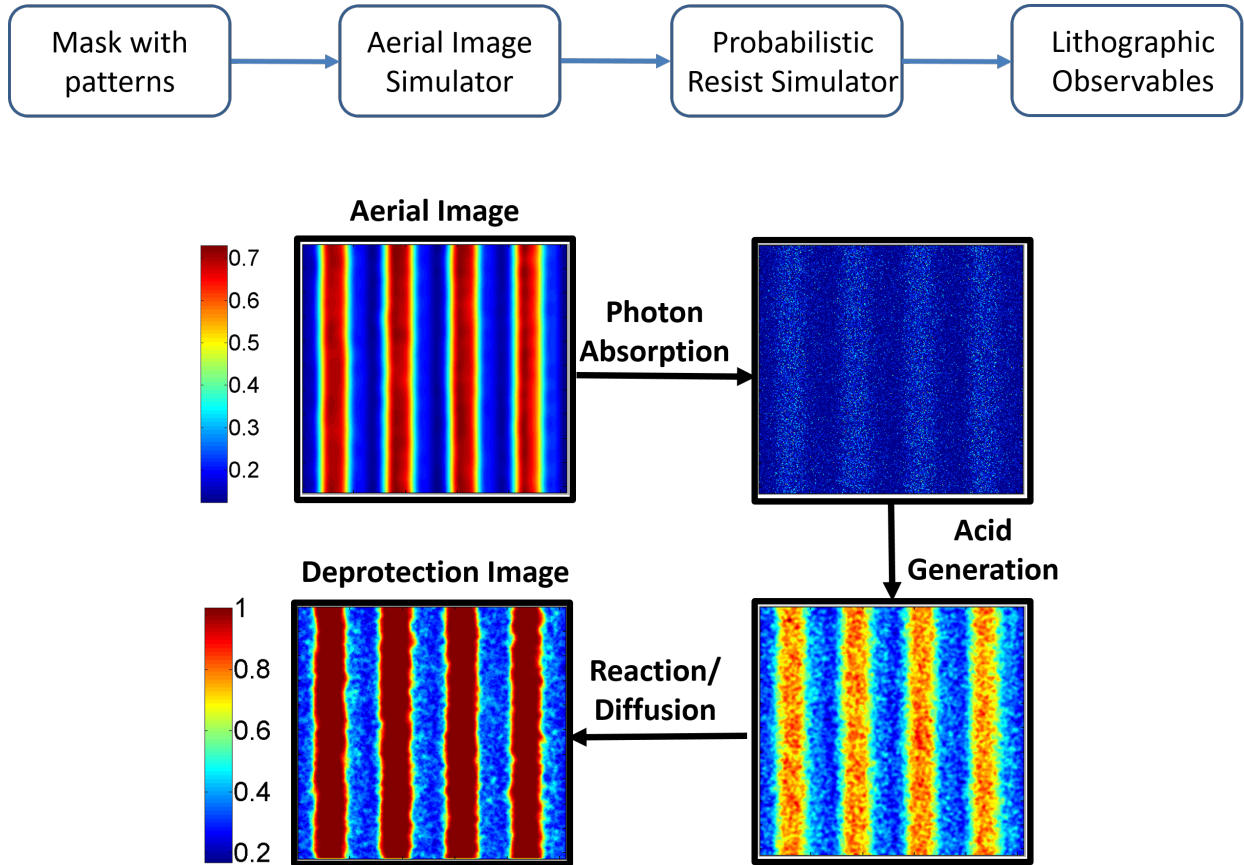 Mask with
patterns
Aerial Image
Simulator
Probabilistic
Resist Simulator
Lithographic
Observables
Aerial Image
0.7
0.6
0.5
0.4
0.3
0.2
Photon
Absorption
Acid
Generation
Deprotection Image
1
0.8
0.6
0.4
0.2
Reaction/
Diffusion